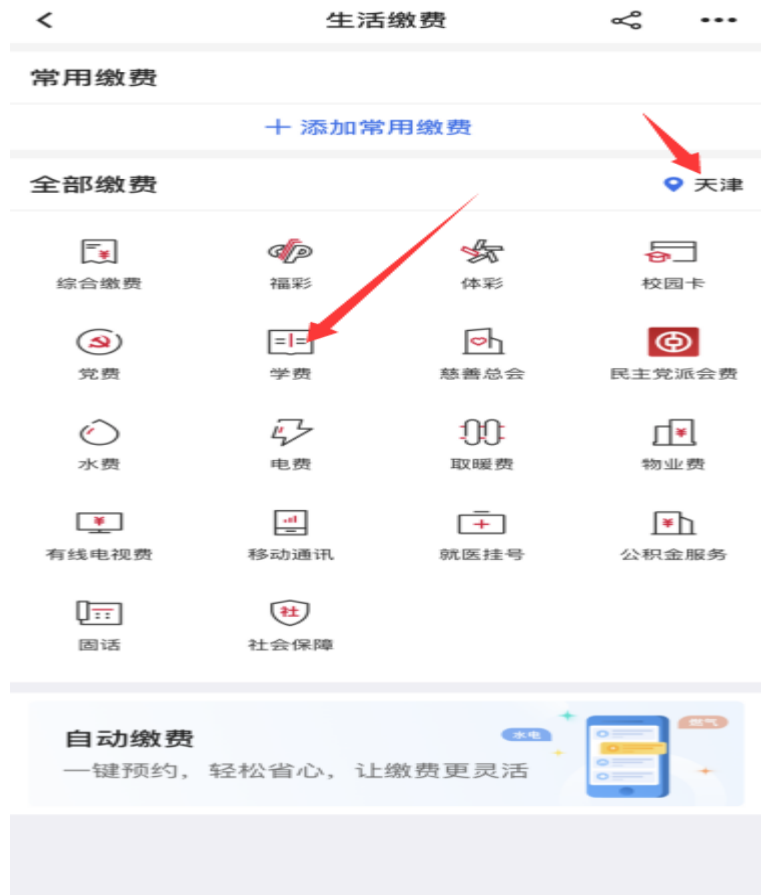 生活缴费
常用缴费
添加常用缴费
全部缴费 天津
综合缴费 福彩 体彩 校园卡
党费 学费 慈善总会 民主党派会费
水费 电费 取暖费 物业费
有线电视费 移动通讯 就医挂号 公积金服务
社
固话 社会保障
水电 燃气
自动缴费
一键预约，轻松省心，让缴费更灵活